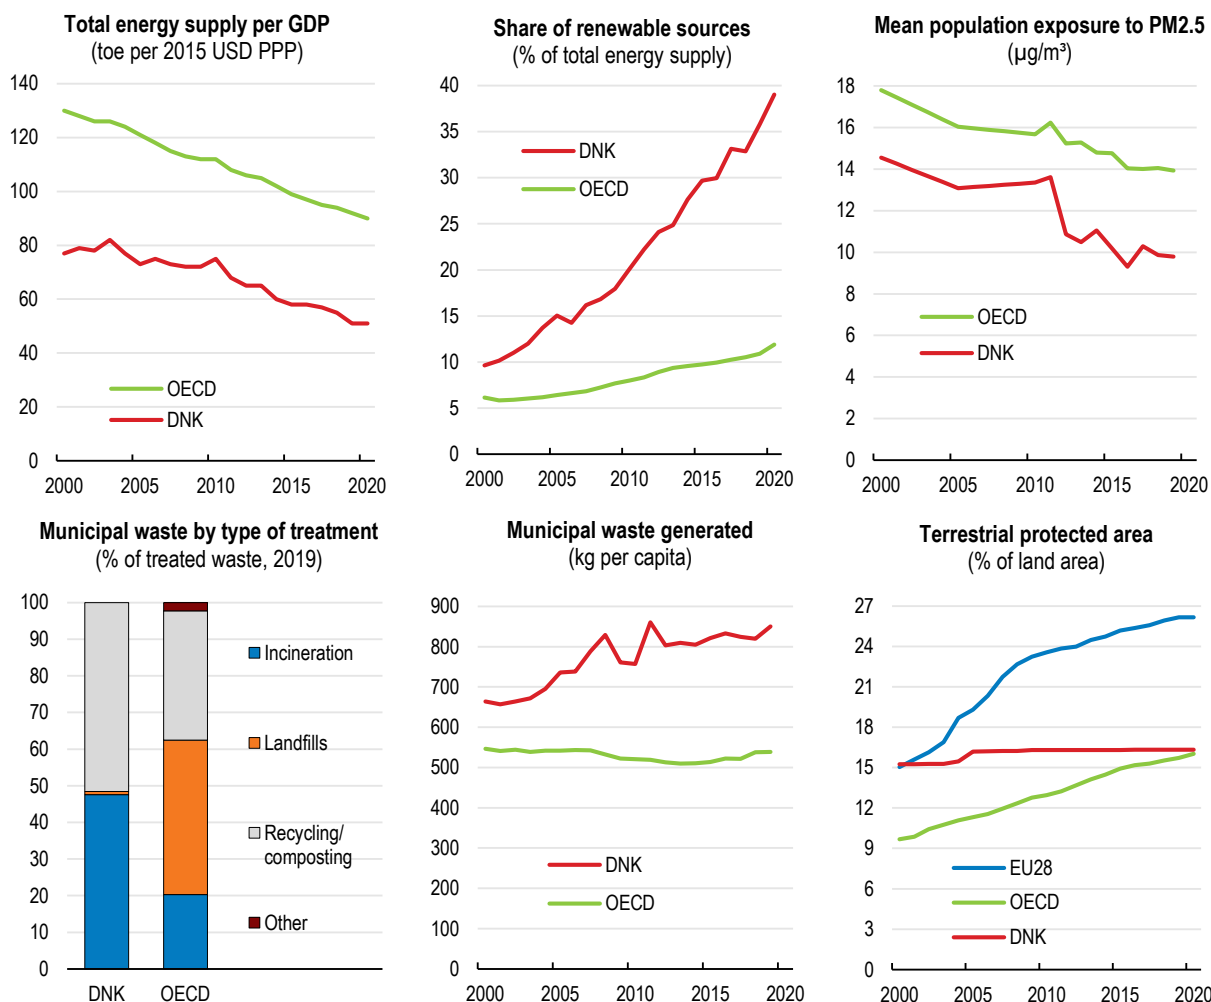 Total energy supply per GDP
(toe per 2015 USD PPP)
140
120
100
80
60
40
20
0
OECD
DNK
2000 2005 2010 2015 2020
Share of renewable sources
(% of total energy supply)
40
35
30
25
20
15
10
5
0
DNK
OECD
2000 2005 2010 2015 2020
Mean population exposure to PM2.5
(µg/m³)
18
16
14
12
10
8
6
4
2
0
OECD
DNK
2000 2005 2010 2015 2020
Municipal waste by type of treatment
(% of treated waste, 2019)
100
90
80
70
60
50
40
30
20
10
0
Incineration
Landfills
Recycling/
composting
Other
DNK OECD
Municipal waste generated
(kg per capita)
900
800
700
600
500
400
300
200
100
0
DNK
OECD
2000 2005 2010 2015 2020
Terrestrial protected area
(% of land area)
27
24
21
18
15
12
9
6
3
0
EU28
OECD
DNK
2000 2005 2010 2015 2020